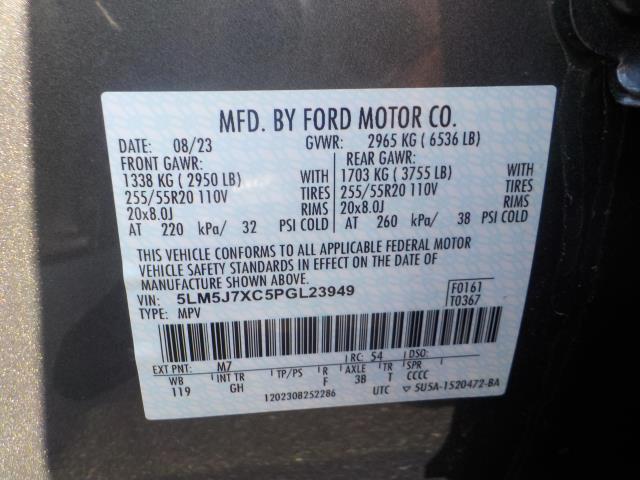 MFD. BY FORD MOTOR CO.
DATE: 08/23 GVWR: 2965 KG ( 6536 LB)
FRONT GAWR: REAR GAWR:
1338 KG ( 2950 LB) WITH 1703 KG ( 3755 LB) WITH
255/55R20 110V TIRES 255/55R20 110V TIRES
20x8.0J RIMS 20x8.0J RIMS
AT 220 kPa/ 32 PSI COLD AT 260 kPa/ 38 PSI COLD
THIS VEHICLE CONFORMS TO ALL APPLICABLE FEDERAL MOTOR
VEHICLE SAFETY STANDARDS IN EFFECT ON THE DATE OF
MANUFACTURE SHOWN ABOVE.
VIN: 5LM5J7XC5PGL23949 F0161
TYPE: MPV T0367
EXT PNT: M7 RC: 54 DSO:
WB INT TR TP/PS R AXLE TR SPR
119 GH F 3B T CCCC
1202308252286 UTC 5U5A-1520472-BA